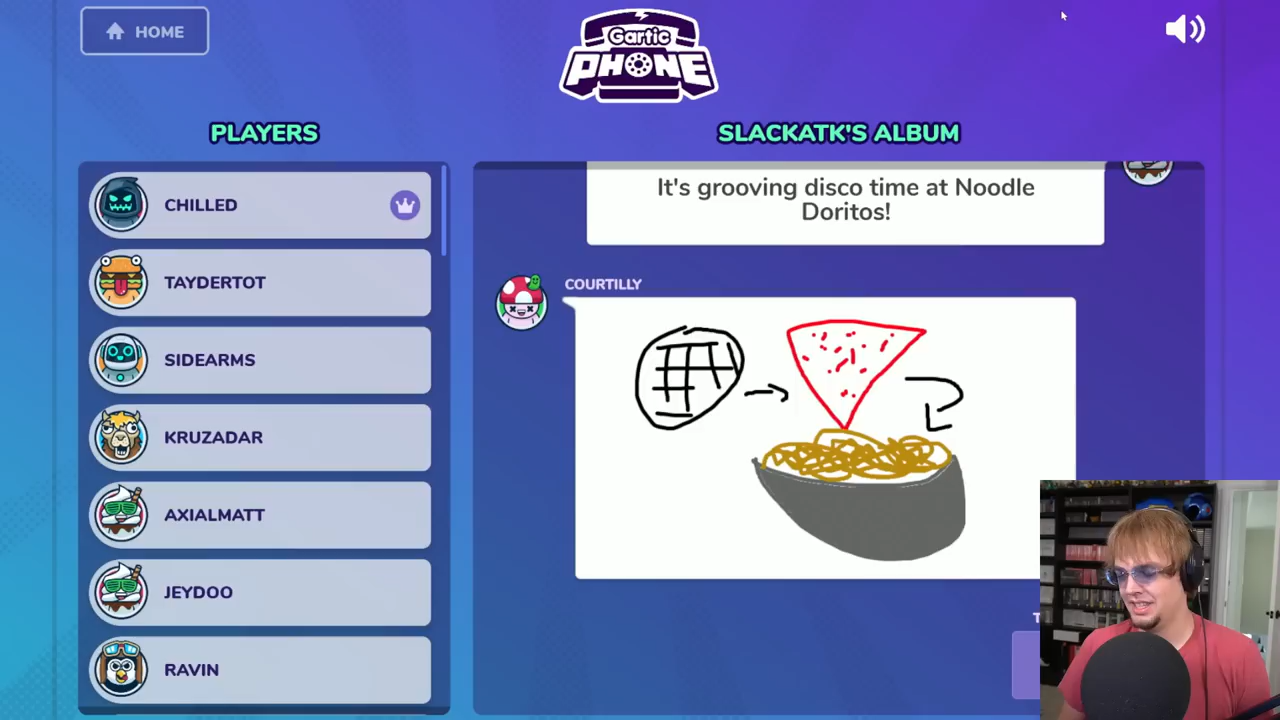 HOME
Gartic
PHONE
PLAYERS
SLACKATK'S ALBUM
CHILLED
TAYDERTOT
SIDEARMS
KRUZADAR
AXIALMATT
JEYDOO
RAVIN
It's grooving disco time at Noodle
Doritos!
COURTILLY